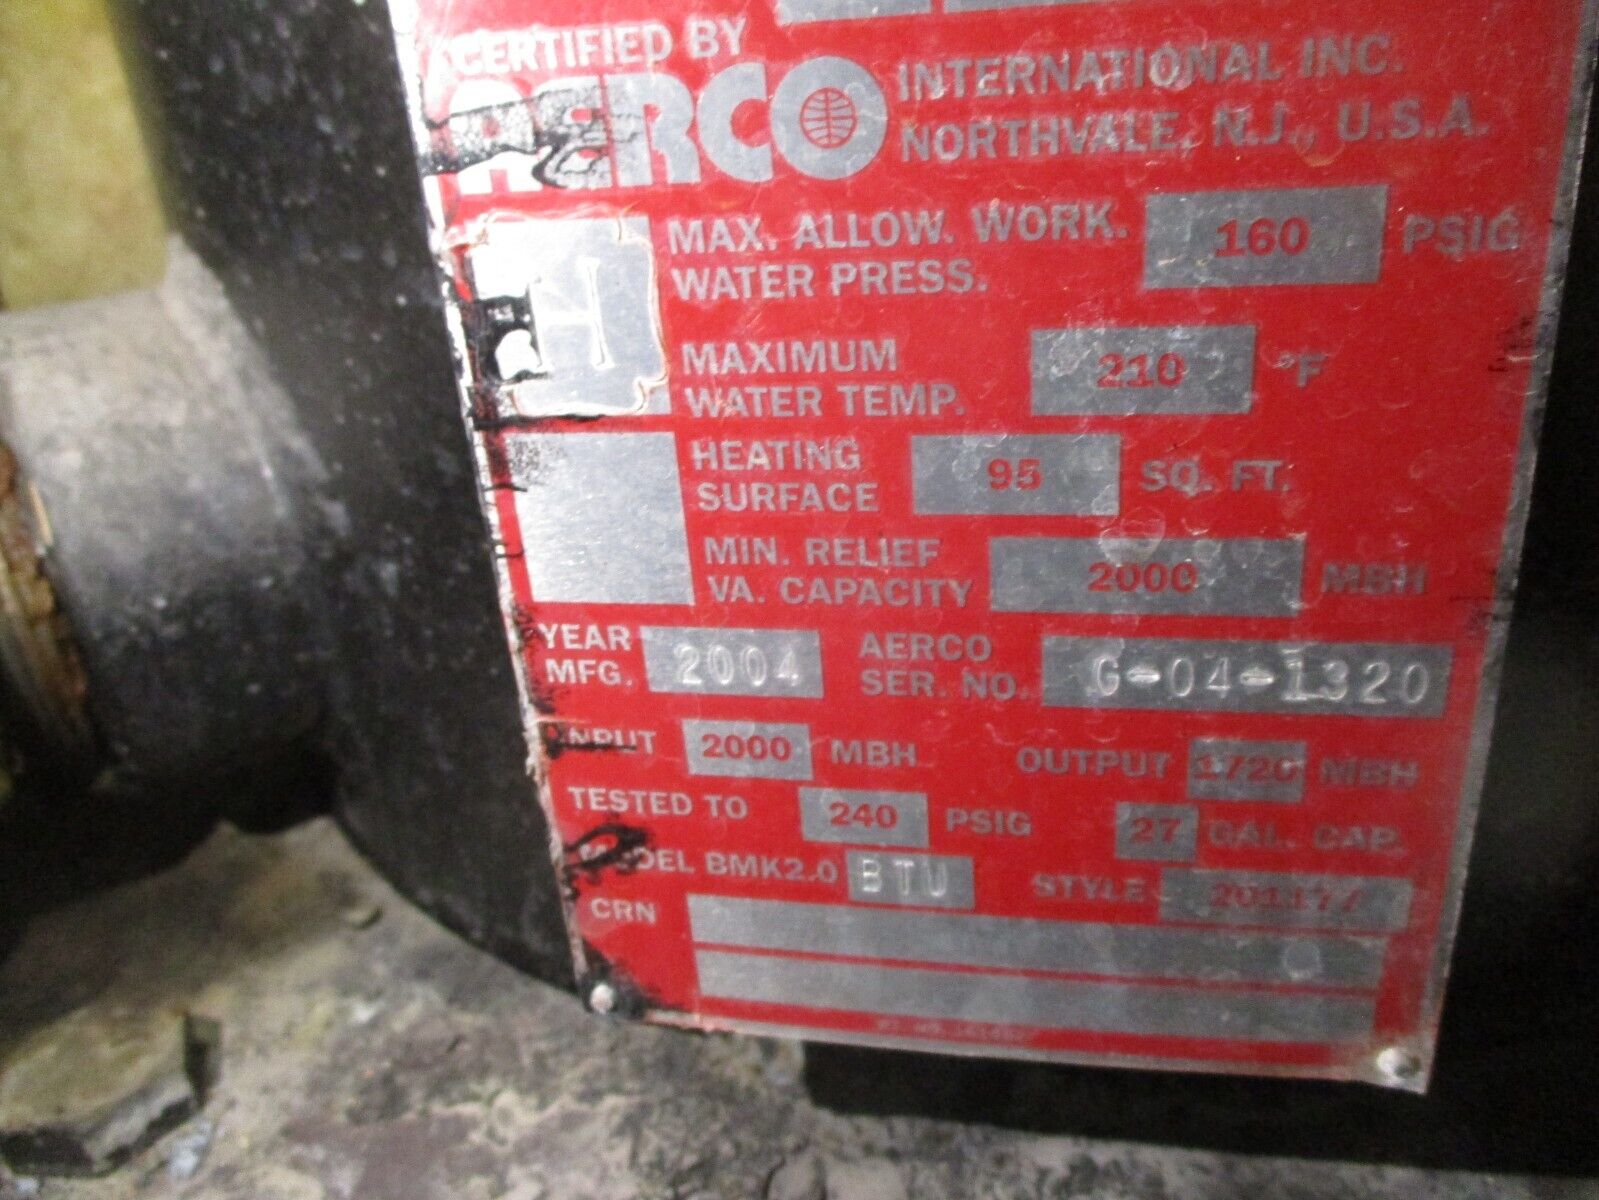 CERTIFIED BY
AERCO INTERNATIONAL INC.
NORTHVALE, N.J., U.S.A.
H
MAX. ALLOW. WORK. 160 PSIG
WATER PRESS.
MAXIMUM 210 °F
WATER TEMP.
HEATING 95 SQ. FT.
SURFACE
MIN. RELIEF 2000 MBH
VA. CAPACITY
YEAR 2004 AERCO G-04-1320
MFG. SER. NO.
INPUT 2000 MBH OUTPUT 1720 MBH
TESTED TO 240 PSIG 27 GAL. CAP.
MODEL BMK2.0 BTU STYLE 201177
CRN